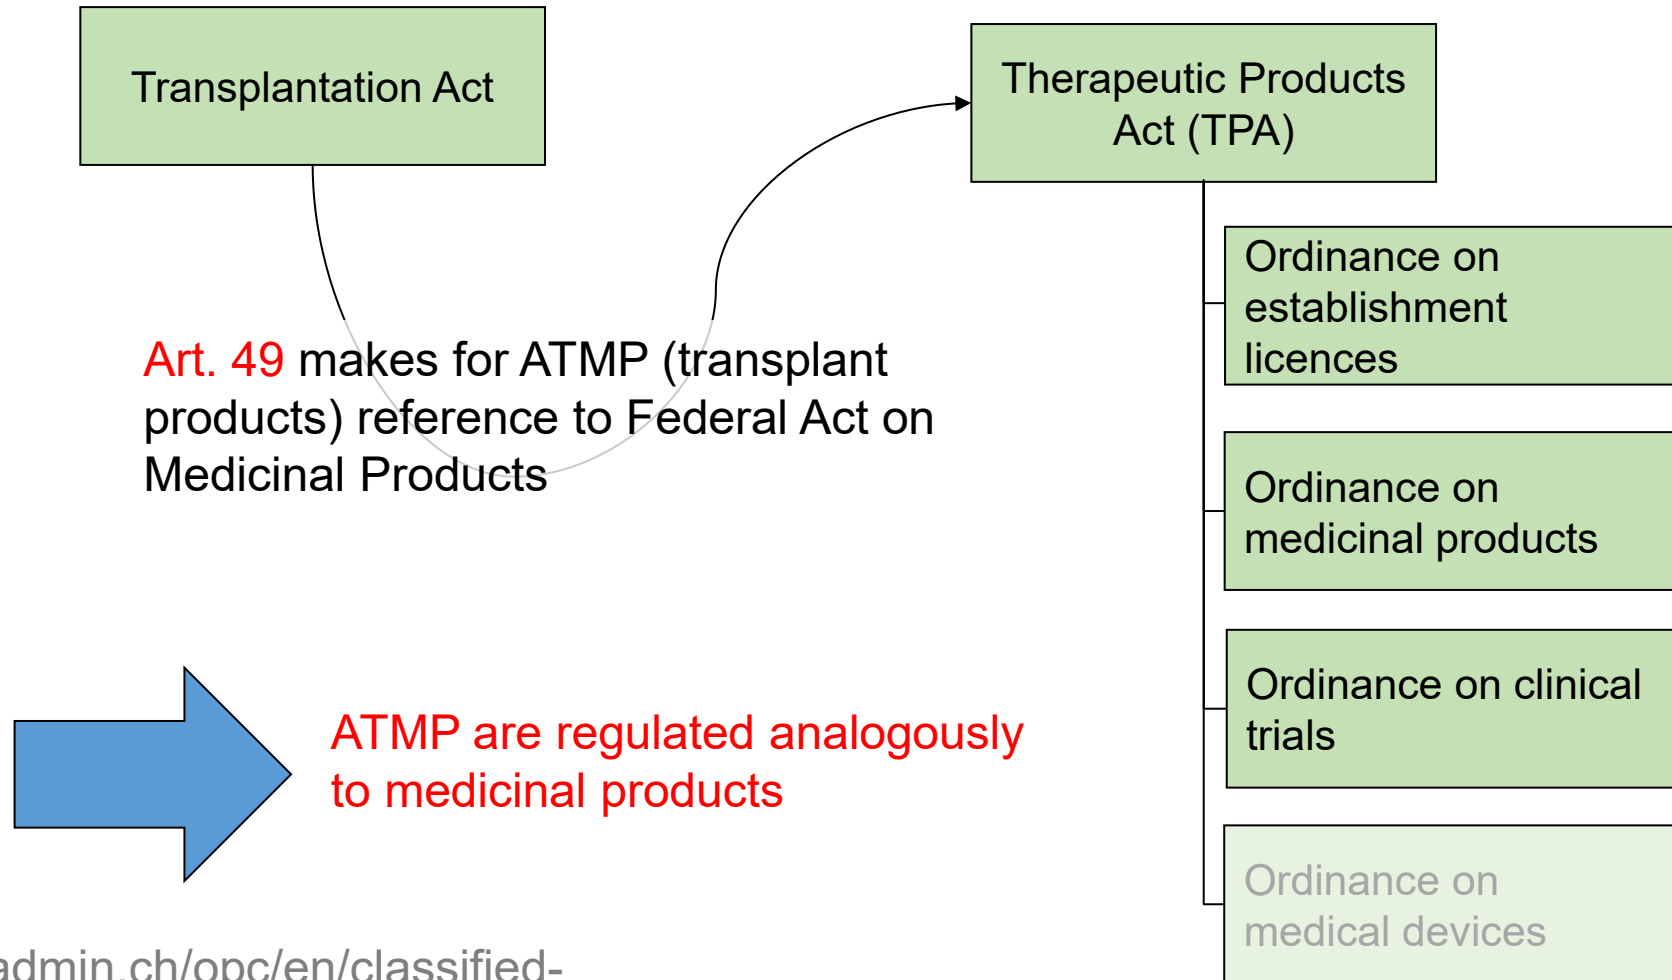 Transplantation Act
Therapeutic Products
Act (TPA)
Art. 49 makes for ATMP (transplant
products) reference to Federal Act on
Medicinal Products
Ordinance on
establishment
licences
Ordinance on
medicinal products
Ordinance on clinical
trials
Ordinance on
medical devices
ATMP are regulated analogously
to medicinal products
admin.ch/opc/en/classified-